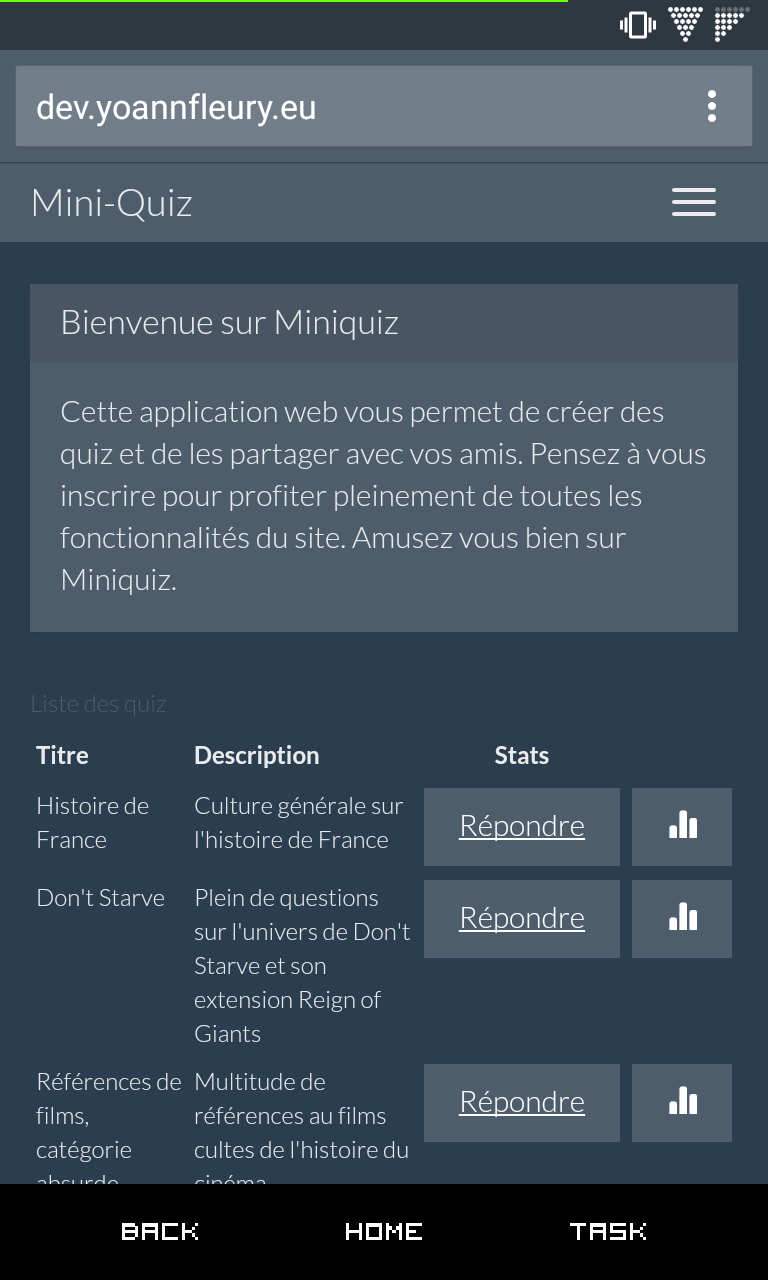 dev.yoannfleury.eu
Mini-Quiz
Bienvenue sur Miniquiz
Cette application web vous permet de créer des
quiz et de les partager avec vos amis. Pensez à vous
inscrire pour profiter pleinement de toutes les
fonctionnalités du site. Amusez vous bien sur
Miniquiz.
Liste des quiz
Titre Description Stats
Histoire de
France
Culture générale sur
l'histoire de France
Répondre
Don't Starve
Plein de questions
sur l'univers de Don't
Starve et son
extension Reign of
Giants
Répondre
Références de
films,
catégorie
absurde
Multitude de
références au films
cultes de l'histoire du
cinéma
Répondre
BACK HOME TASK